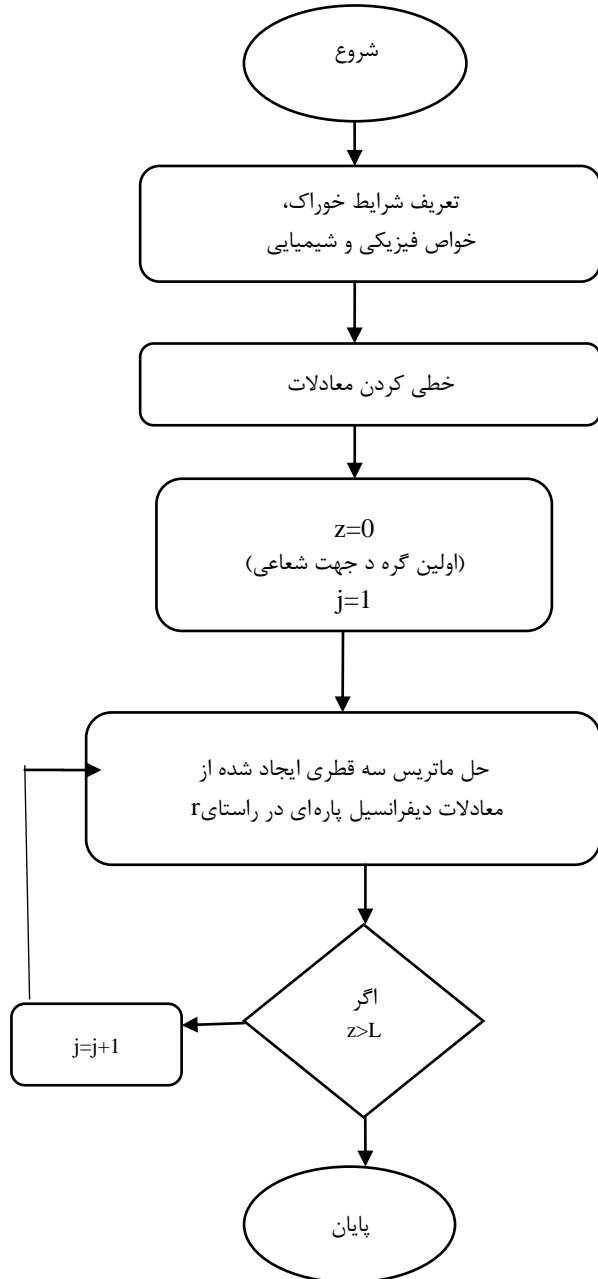 شروع
تعریف شرایط خوراک،
خواص فیزیکی و شیمیایی
خطی کردن معادلات
z=0
(اولین گره د جهت شعاعی)
j=1
حل ماتریس سه قطری ایجاد شده از
معادلات دیفرانسیل پاره‌ای در راستایr
اگر
z>L
j=j+1
پایان